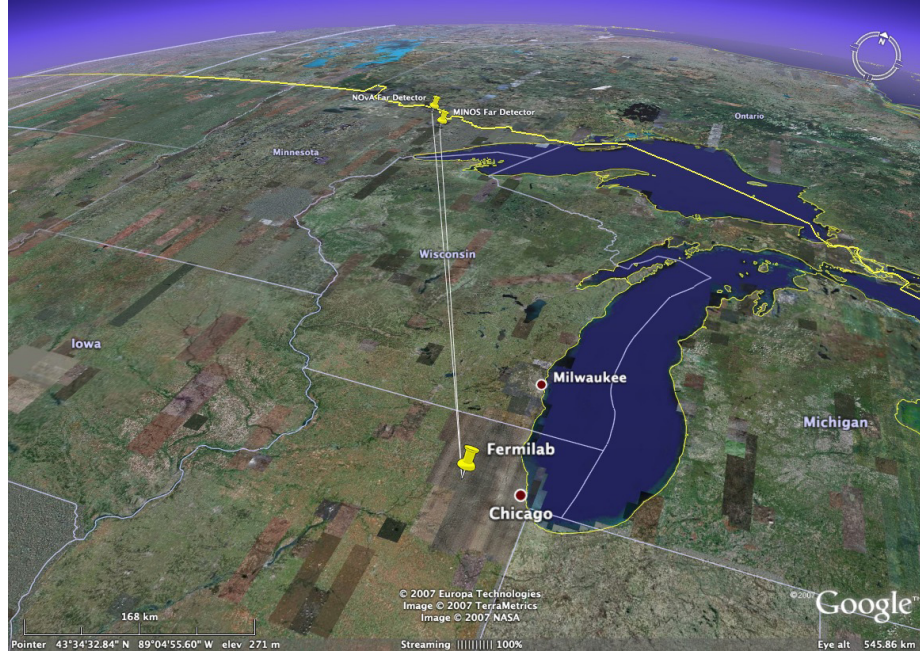 N
NOvA Far Detector
MINOS Far Detector
Ontario
Minnesota
Wisconsin
Iowa
Milwaukee
Michigan
Fermilab
Chicago
© 2007 Europa Technologies
Image © 2007 TerraMetrics
Image © 2007 NASA
© 2007
Google™
168 km
Pointer 43°34'32.84" N 89°04'55.60" W elev 271 m
Streaming |||||||||| 100%
Eye alt 545.86 km